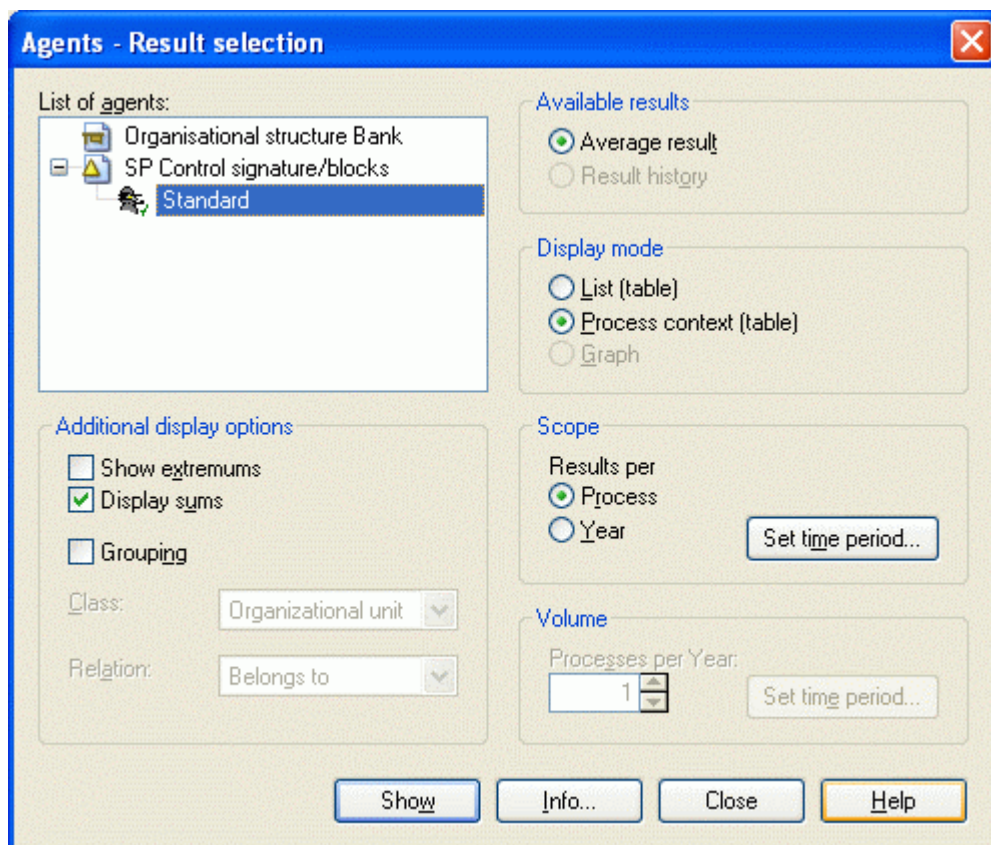 Agents - Result selection
List of agents:
Organisational structure Bank
SP Control signature/blocks
Standard
Available results
Average result
Result history
Display mode
List (table)
Process context (table)
Graph
Additional display options
Show extremums
Display sums
Grouping
Class:
Organizational unit
Relation:
Belongs to
Scope
Results per
Process
Year
Set time period...
Volume
Processes per Year:
1
Set time period...
Show
Info...
Close
Help